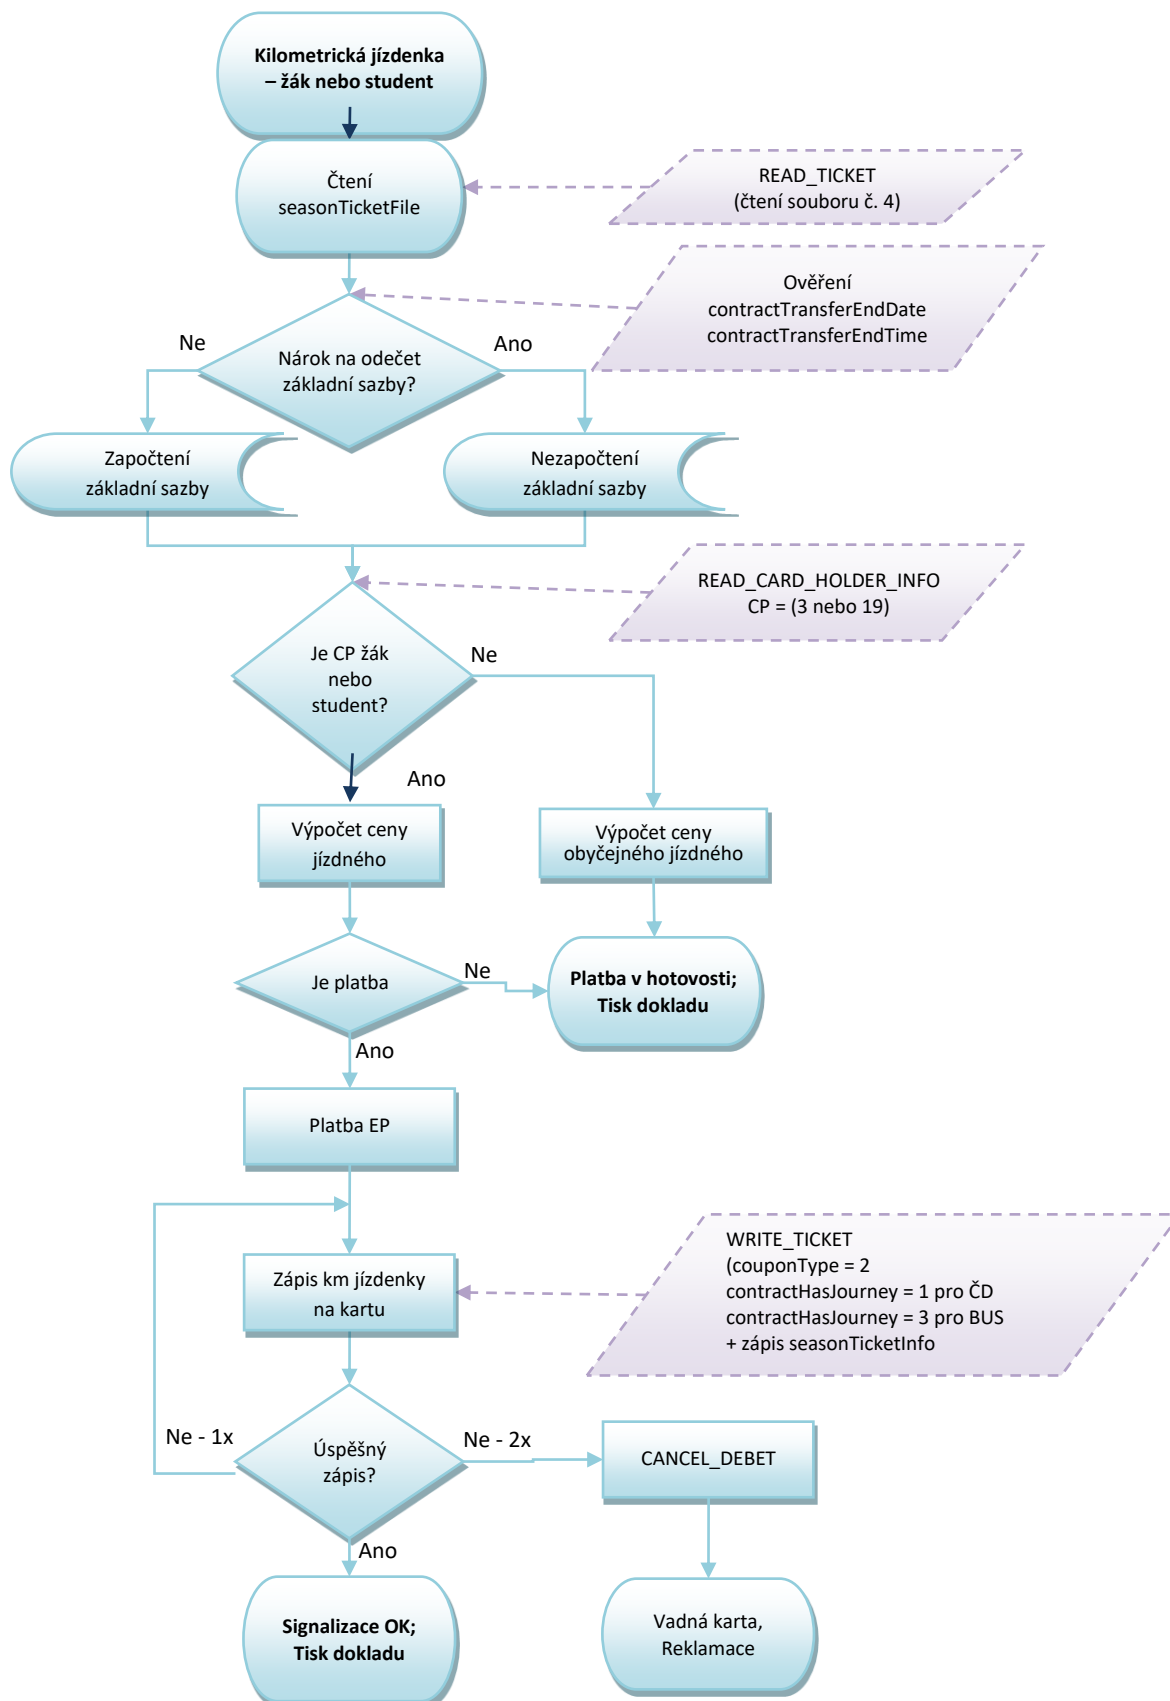 Kilometrická jízdenka
– žák nebo student
Čtení
seasonTicketFile
READ_TICKET
(čtení souboru č. 4)
Ověření
contractTransferEndDate
contractTransferEndTime
Ne
Ano
Nárok na odečet
základní sazby?
Započtení
základní sazby
Nezapočtení
základní sazby
READ_CARD_HOLDER_INFO
CP = (3 nebo 19)
Je CP žák
nebo
student?
Ne
Ano
Výpočet ceny
jízdného
Výpočet ceny
obyčejného jízdného
Je platba
Ne
Platba v hotovosti;
Tisk dokladu
Ano
Platba EP
WRITE_TICKET
(couponType = 2
contractHasJourney = 1 pro ČD
contractHasJourney = 3 pro BUS
+ zápis seasonTicketInfo
Zápis km jízdenky
na kartu
Ne - 1x
Úspěšný
zápis?
Ne - 2x
CANCEL_DEBET
Ano
Signalizace OK;
Tisk dokladu
Vadná karta,
Reklamace